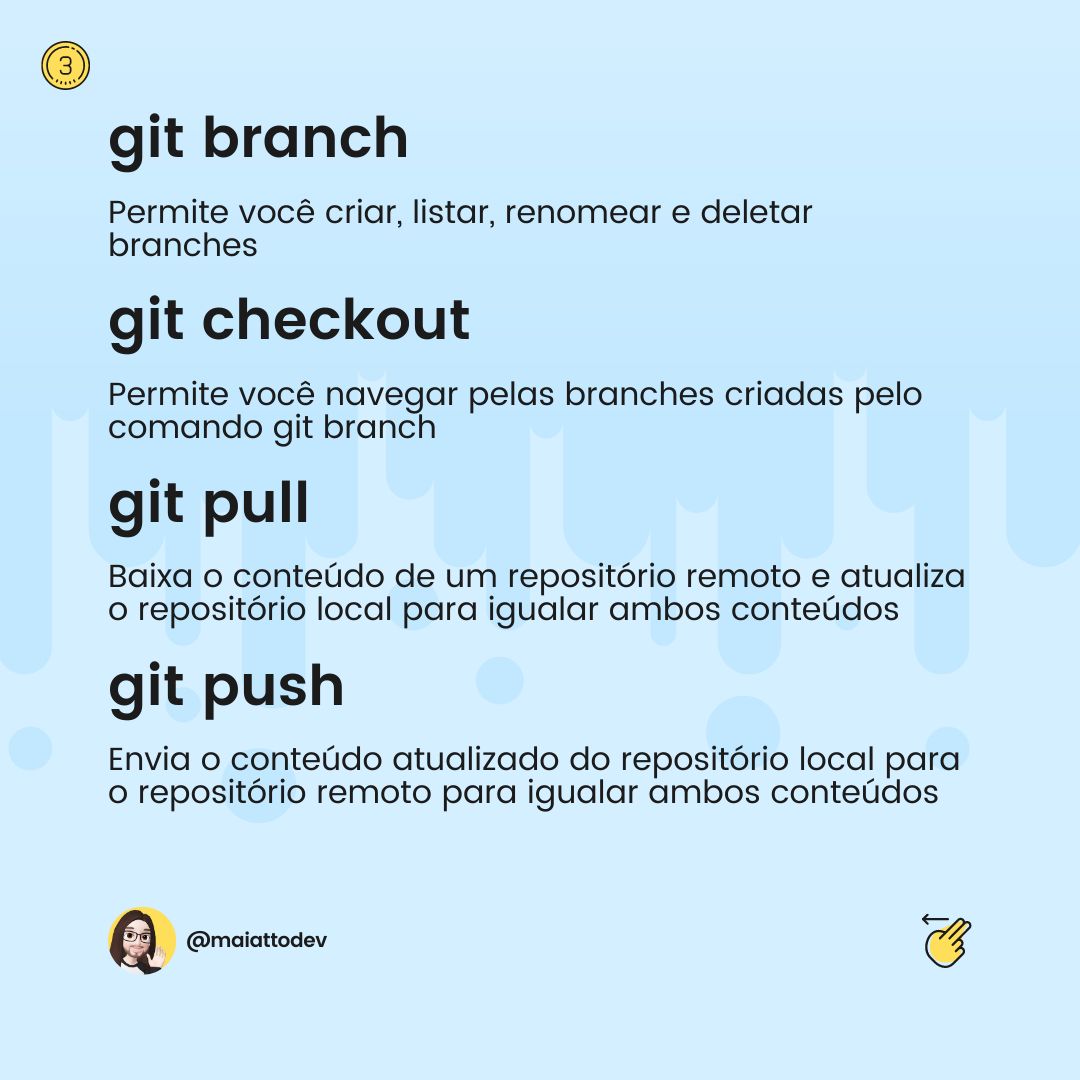 3
git branch
Permite você criar, listar, renomear e deletar
branches
git checkout
Permite você navegar pelas branches criadas pelo
comando git branch
git pull
Baixa o conteúdo de um repositório remoto e atualiza
o repositório local para igualar ambos conteúdos
git push
Envia o conteúdo atualizado do repositório local para
o repositório remoto para igualar ambos conteúdos
@maiattodev